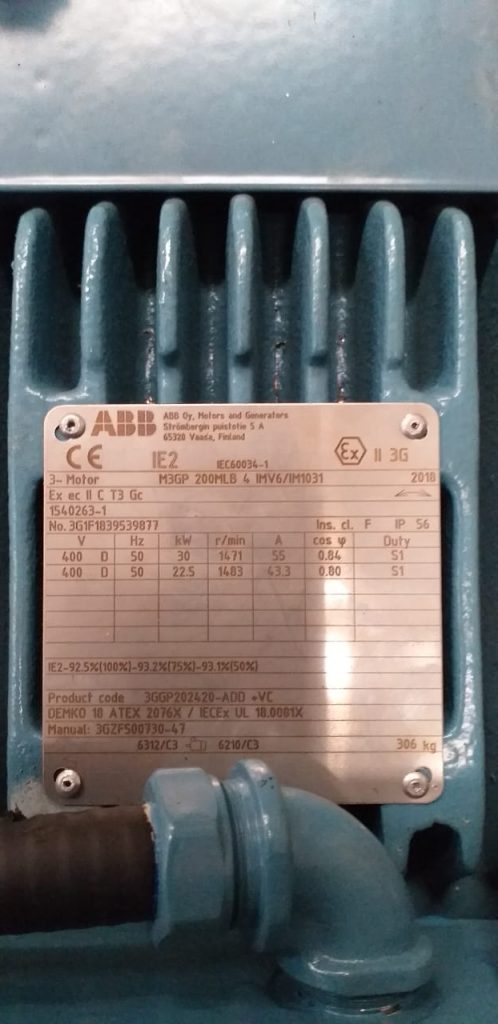 ABB ABB Oy, Motors and Generators
Strömbergin puistotie 5 A
65320 Vaasa, Finland
CE IE2 IEC60034-1 Ex II 3G
3~ Motor M3GP 200MLB 4 IMV6/IM1031 2018
Ex ec II C T3 Gc
1540263-1
No. 3G1F1839539877 Ins. cl. F IP 56
V Hz kW r/min A cos φ Duty
400 D 50 30 1471 55 0.84 S1
400 D 50 22.5 1483 43.3 0.80 S1
IE2-92.5%(100%)-93.2%(75%)-93.1%(50%)
Product code 3GGP202420-ADD +VC
DEMKO 18 ATEX 2076X / IECEx UL 18.0081X
Manual: 3GZF500730-47
6312/C3 6210/C3 306 kg